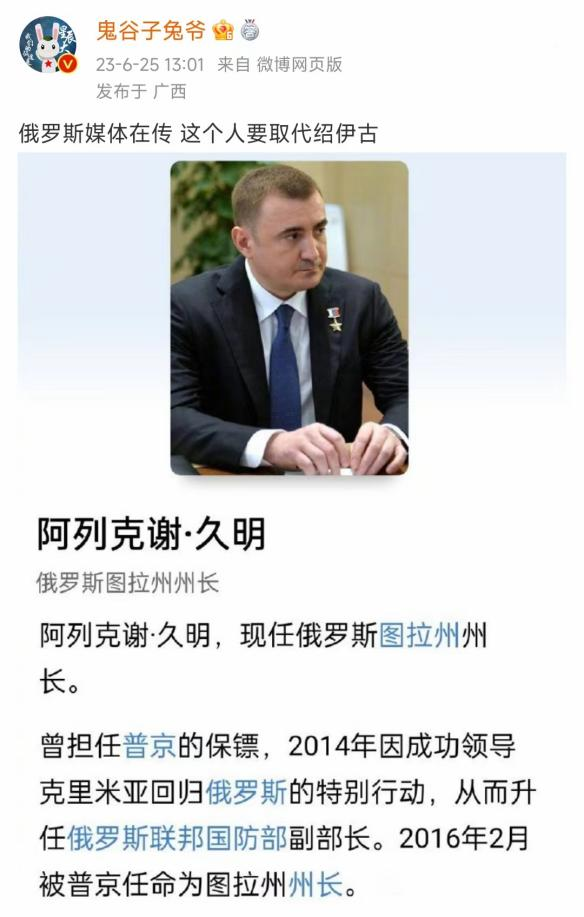 鬼谷子兔爷
23-6-25 13:01 来自 微博网页版
发布于 广西
俄罗斯媒体在传 这个人要取代绍伊古
阿列克谢·久明
俄罗斯图拉州州长
阿列克谢·久明，现任俄罗斯图拉州州
长。
曾担任普京的保镖，2014年因成功领导
克里米亚回归俄罗斯的特别行动，从而升
任俄罗斯联邦国防部副部长。2016年2月
被普京任命为图拉州州长。